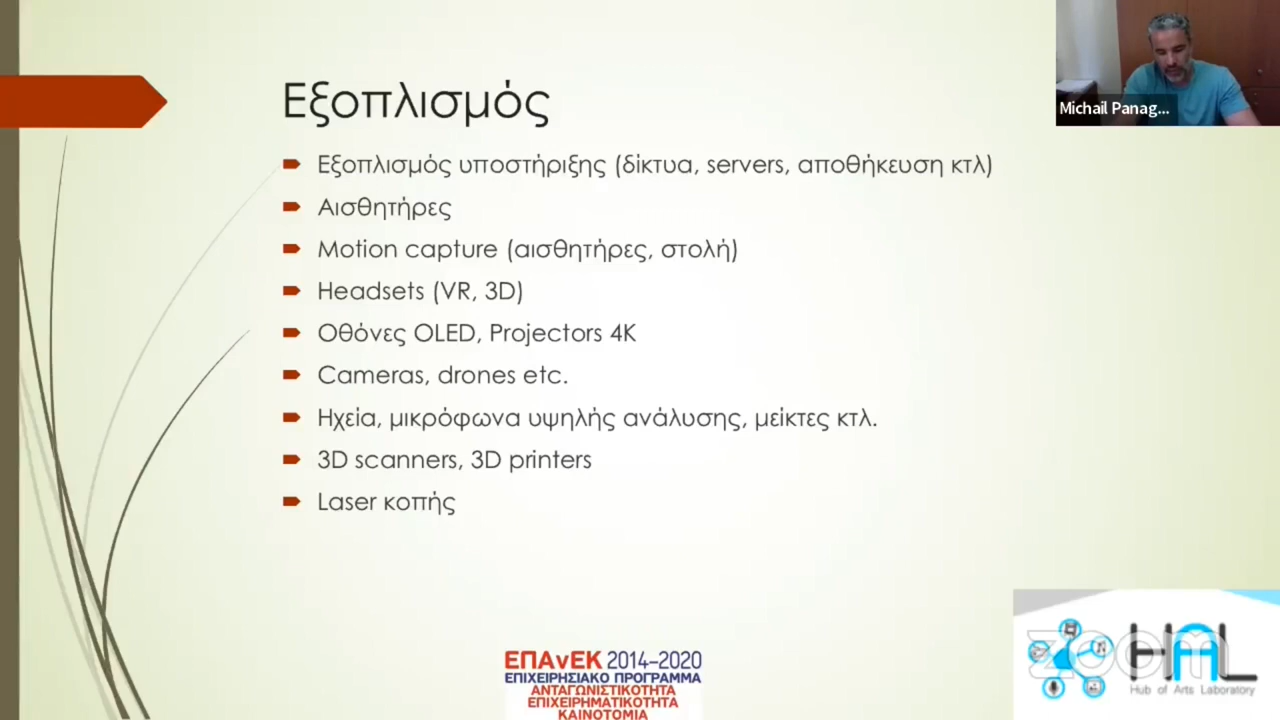 Εξοπλισμός
Εξοπλισμός υποστήριξης (δίκτυα, servers, αποθήκευση κτλ)
Αισθητήρες
Motion capture (αισθητήρες, στολή)
Headsets (VR, 3D)
Οθόνες OLED, Projectors 4K
Cameras, drones etc.
Ηχεία, μικρόφωνα υψηλής ανάλυσης, μείκτες κτλ.
3D scanners, 3D printers
Laser κοπής
Michail Panag...
ΕΠΑνΕΚ 2014–2020
ΕΠΙΧΕΙΡΗΣΙΑΚΟ ΠΡΟΓΡΑΜΜΑ
ΑΝΤΑΓΩΝΙΣΤΙΚΟΤΗΤΑ
ΕΠΙΧΕΙΡΗΜΑΤΙΚΟΤΗΤΑ
ΚΑΙΝΟΤΟΜΙΑ
zoom
HAL
Hub of Arts Laboratory